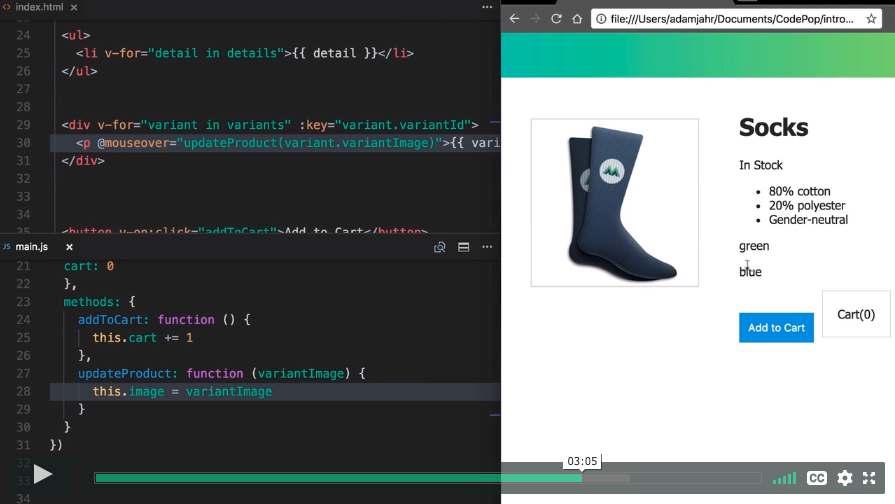 index.html
24 <ul>
25 <li v-for="detail in details">{{ detail }}</li>
26 </ul>
27
28
29 <div v-for="variant in variants" :key="variant.variantId">
30 <p @mouseover="updateProduct(variant.variantImage)">{{ vari
31 </div>
32
33
34
35 <button v-on:click="addToCart">Add to Cart</button>
main.js
21 cart: 0
22 },
23 methods: {
24 addToCart: function () {
25 this.cart += 1
26 },
27 updateProduct: function (variantImage) {
28 this.image = variantImage
29 }
30 }
31 })
34
file:///Users/adamjahr/Documents/CodePop/intro...
Socks
In Stock
80% cotton
20% polyester
Gender-neutral
green
blue
Cart(0)
Add to Cart
03:05
CC